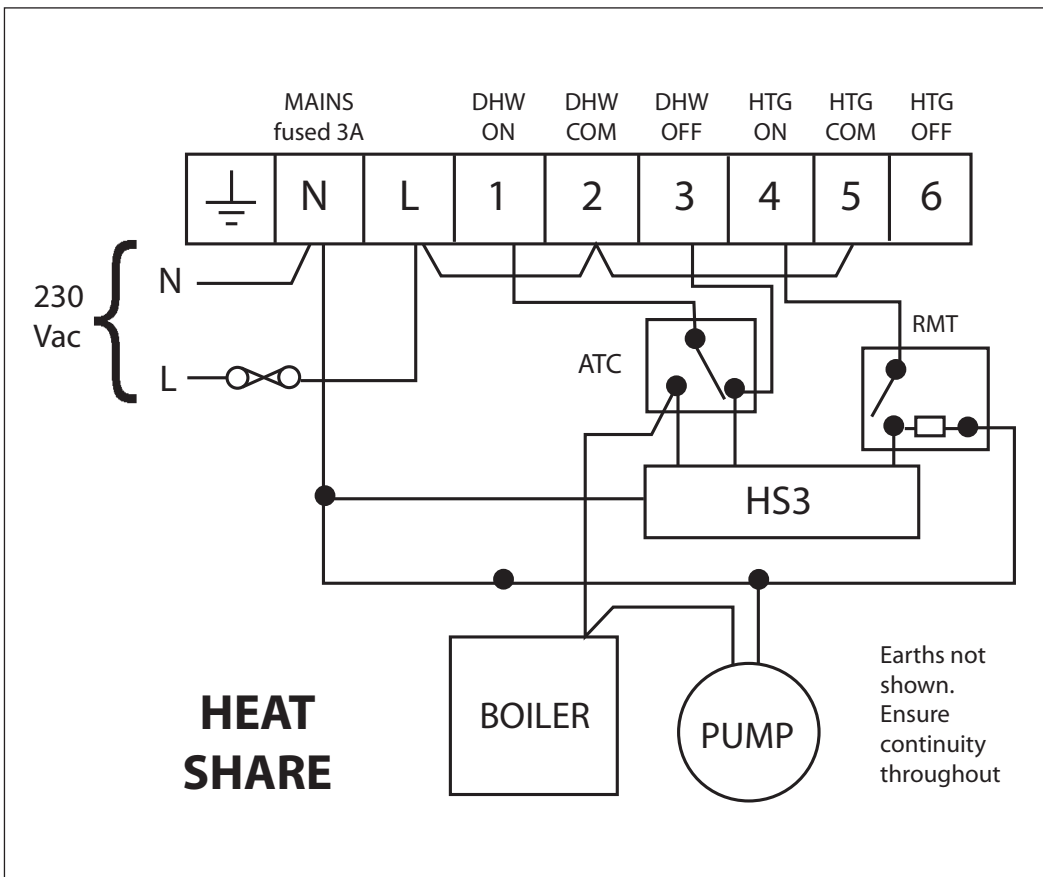 MAINS
fused 3A
DHW
ON
DHW
COM
DHW
OFF
HTG
ON
HTG
COM
HTG
OFF
N
L
1
2
3
4
5
6
230
Vac
N
L
ATC
RMT
HS3
BOILER
PUMP
HEAT
SHARE
Earths not
shown.
Ensure
continuity
throughout